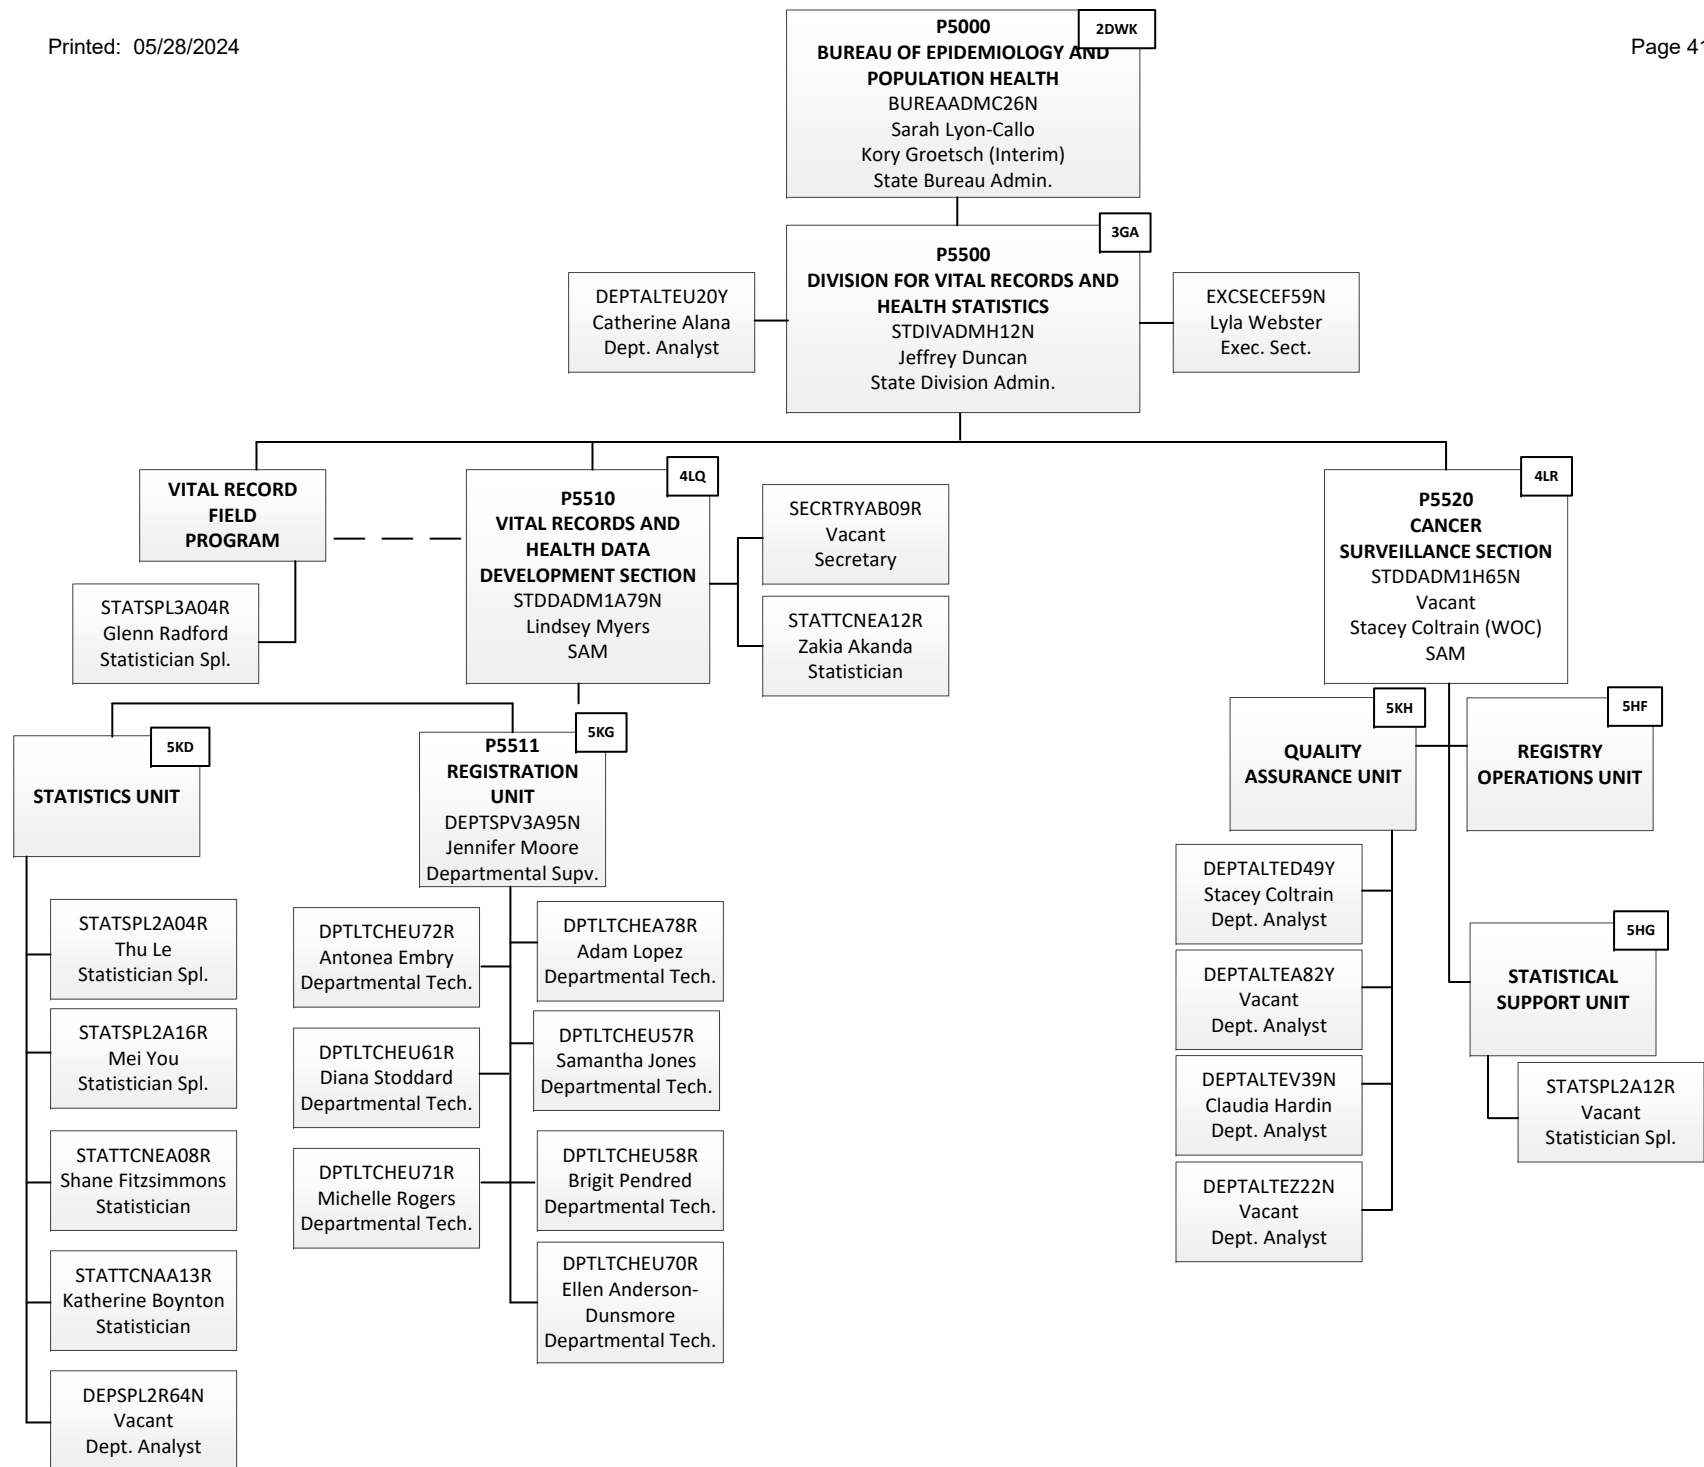 Printed: 05/28/2024
Page 41
P5000
2DWK
BUREAU OF EPIDEMIOLOGY AND
POPULATION HEALTH
BUREAADMC26N
Sarah Lyon-Callo
Kory Groetsch (Interim)
State Bureau Admin.
3GA
P5500
DIVISION FOR VITAL RECORDS AND
HEALTH STATISTICS
STDIVADMH12N
Jeffrey Duncan
State Division Admin.
DEPTALTEU20Y
Catherine Alana
Dept. Analyst
EXCSECEF59N
Lyla Webster
Exec. Sect.
VITAL RECORD
FIELD
PROGRAM
STATSPL3A04R
Glenn Radford
Statistician Spl.
4LQ
P5510
VITAL RECORDS AND
HEALTH DATA
DEVELOPMENT SECTION
STDDADM1A79N
Lindsey Myers
SAM
SECRTRYAB09R
Vacant
Secretary
STATTCNEA12R
Zakia Akanda
Statistician
4LR
P5520
CANCER
SURVEILLANCE SECTION
STDDADM1H65N
Vacant
Stacey Coltrain (WOC)
SAM
5KD
STATISTICS UNIT
STATSPL2A04R
Thu Le
Statistician Spl.
STATSPL2A16R
Mei You
Statistician Spl.
STATTCNEA08R
Shane Fitzsimmons
Statistician
STATTCNAA13R
Katherine Boynton
Statistician
DEPSPL2R64N
Vacant
Dept. Analyst
5KG
P5511
REGISTRATION
UNIT
DEPTSPV3A95N
Jennifer Moore
Departmental Supv.
DPTLTCHEU72R
Antonea Embry
Departmental Tech.
DPTLTCHEU61R
Diana Stoddard
Departmental Tech.
DPTLTCHEU71R
Michelle Rogers
Departmental Tech.
DPTLTCHEA78R
Adam Lopez
Departmental Tech.
DPTLTCHEU57R
Samantha Jones
Departmental Tech.
DPTLTCHEU58R
Brigit Pendred
Departmental Tech.
DPTLTCHEU70R
Ellen Anderson-
Dunsmore
Departmental Tech.
5KH
QUALITY
ASSURANCE UNIT
DEPTALTED49Y
Stacey Coltrain
Dept. Analyst
DEPTALTEA82Y
Vacant
Dept. Analyst
DEPTALTEV39N
Claudia Hardin
Dept. Analyst
DEPTALTEZ22N
Vacant
Dept. Analyst
5HF
REGISTRY
OPERATIONS UNIT
5HG
STATISTICAL
SUPPORT UNIT
STATSPL2A12R
Vacant
Statistician Spl.